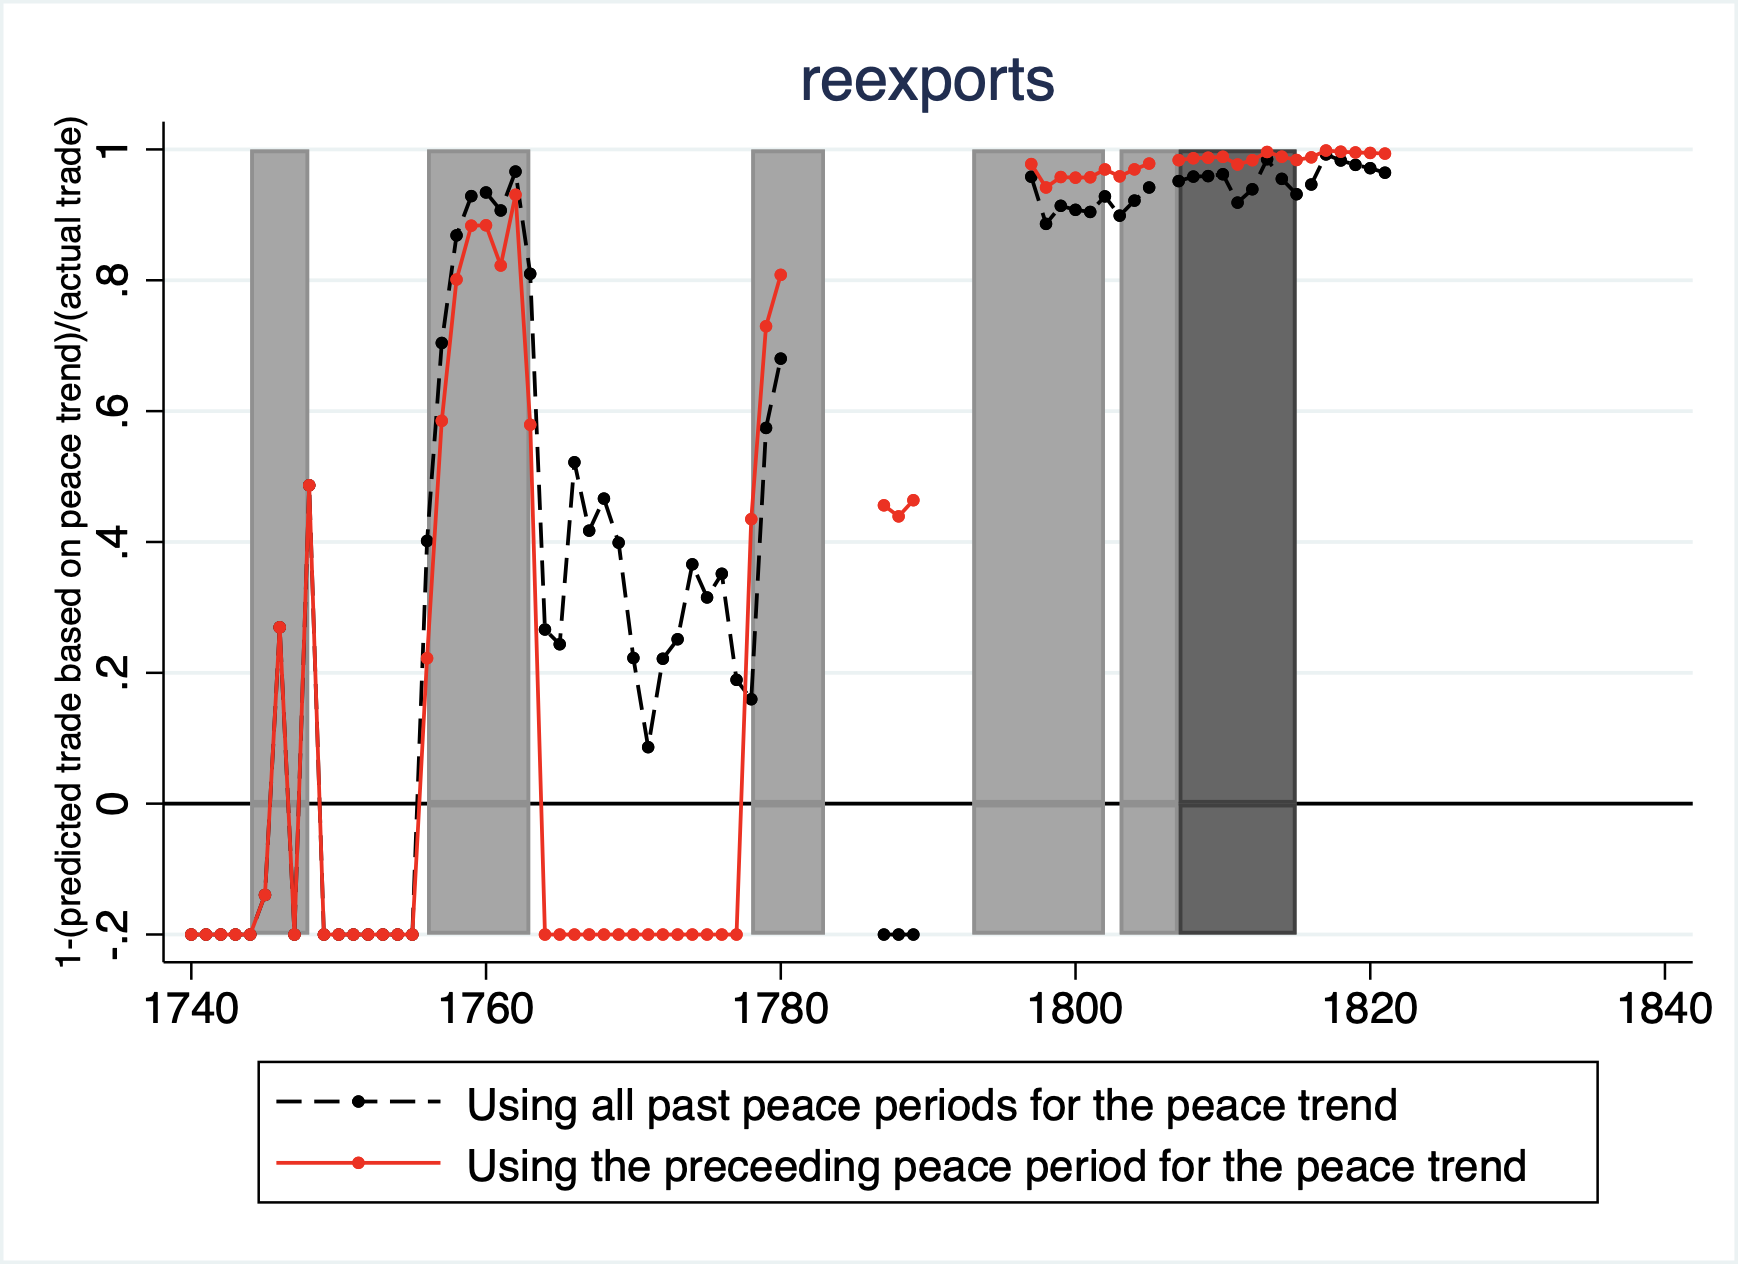 reexports
1-(predicted trade based on peace trend)/(actual trade)
1
.8
.6
.4
.2
0
-.2
1740 1760 1780 1800 1820 1840
Using all past peace periods for the peace trend
Using the preceeding peace period for the peace trend